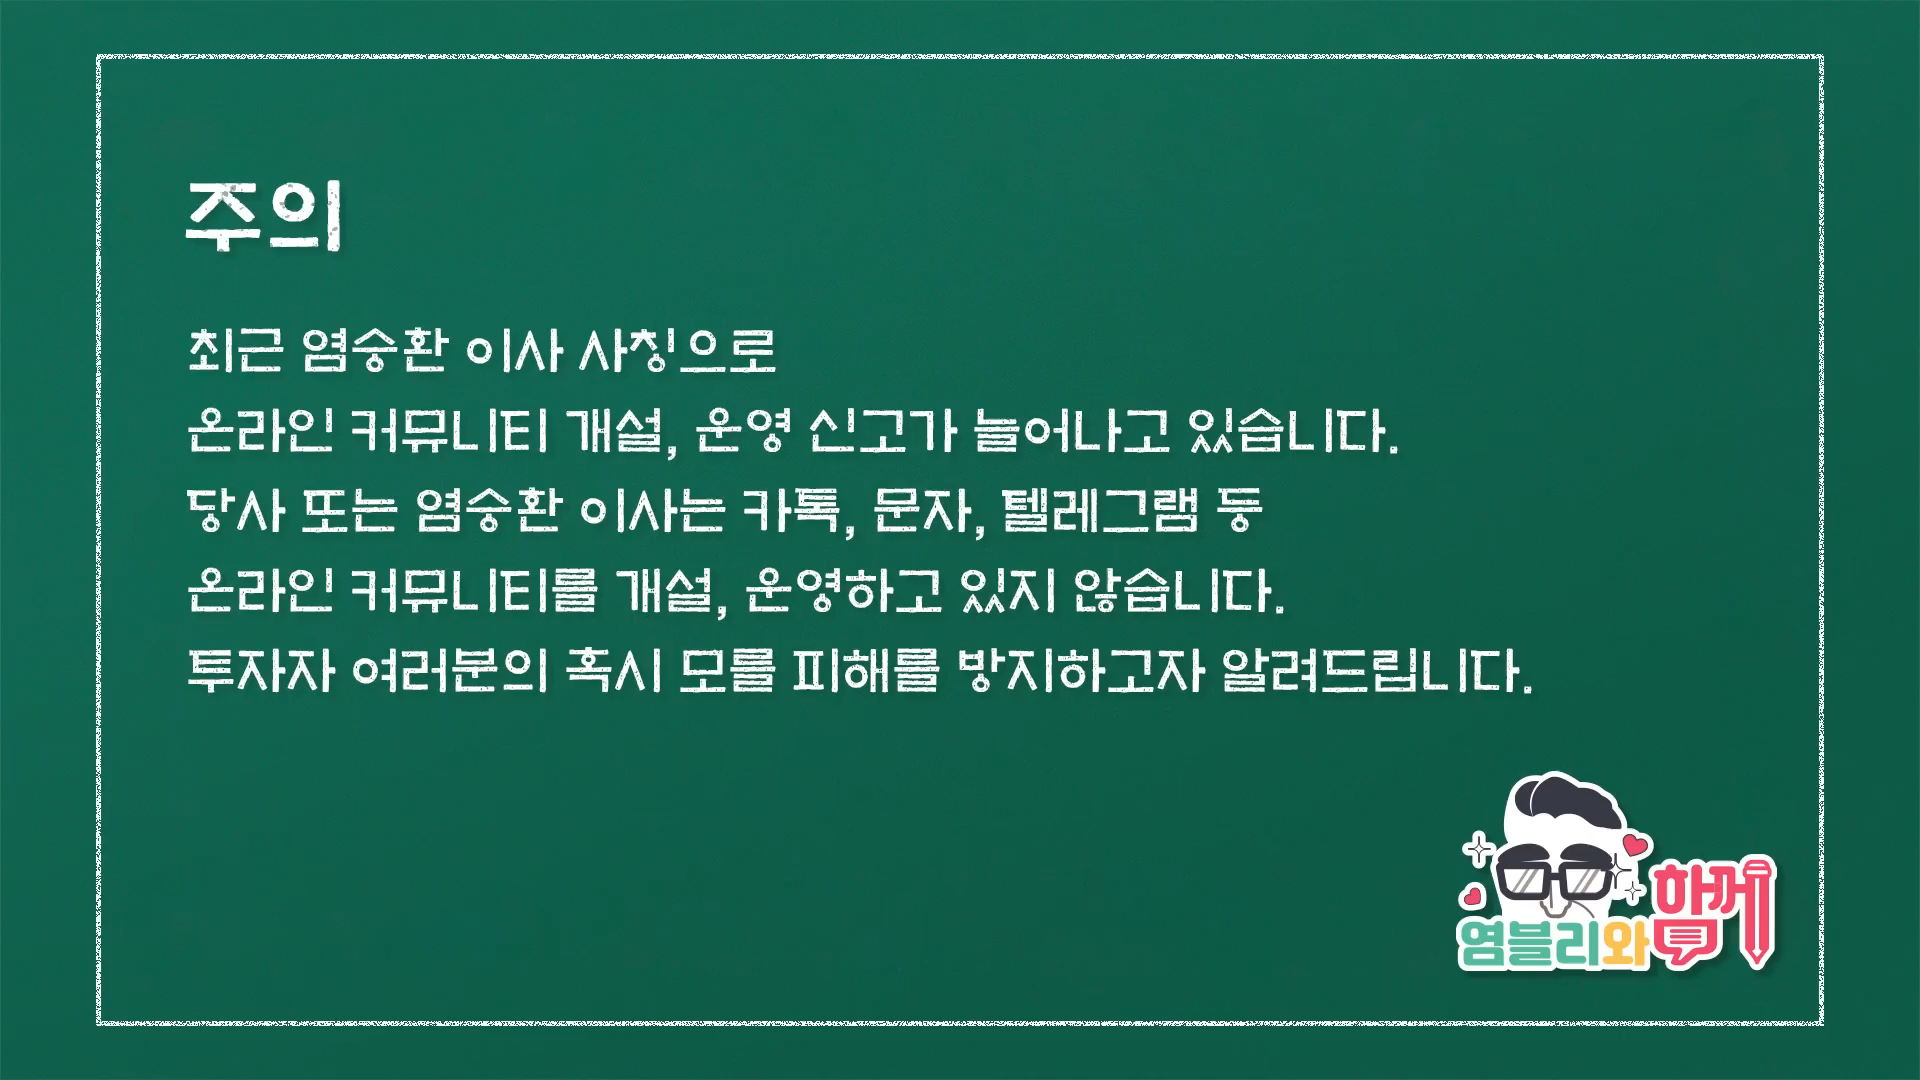 주의
최근 염승환 이사 사칭으로
온라인 커뮤니티 개설, 운영 신고가 늘어나고 있습니다.
당사 또는 염승환 이사는 카톡, 문자, 텔레그램 등
온라인 커뮤니티를 개설, 운영하고 있지 않습니다.
투자자 여러분의 혹시 모를 피해를 방지하고자 알려드립니다.
염블리와 함께